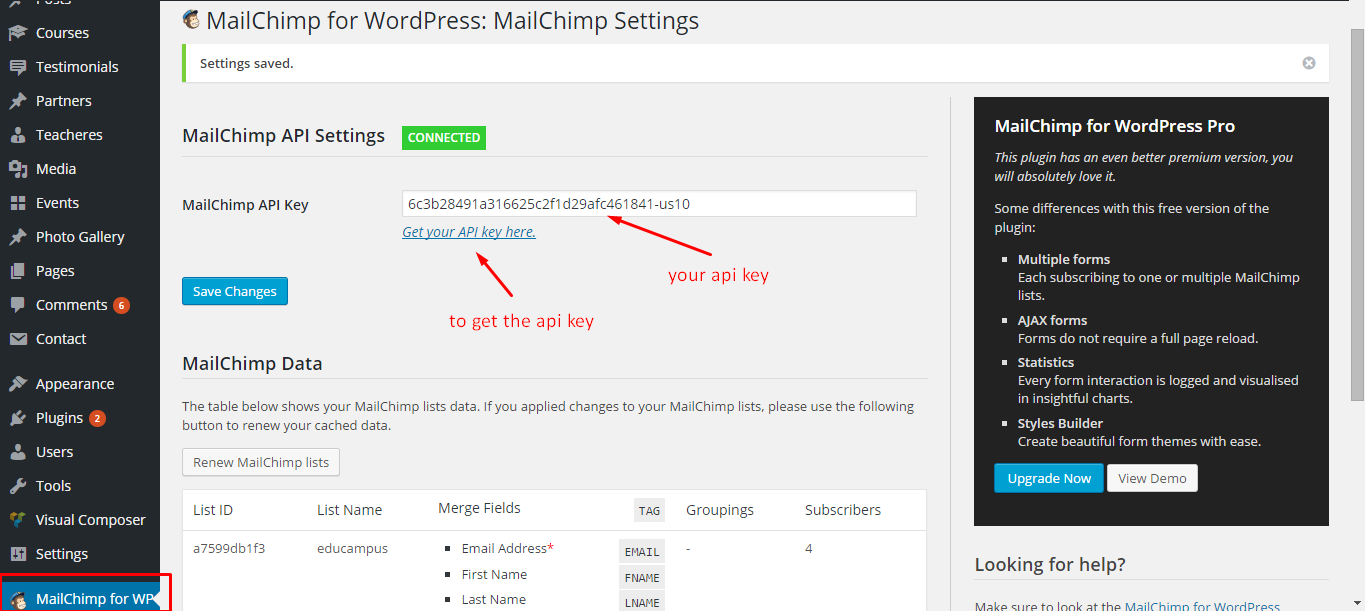 Posts
Courses
Testimonials
Partners
Teacheres
Media
Events
Photo Gallery
Pages
Comments 6
Contact
Appearance
Plugins 2
Users
Tools
Visual Composer
Settings
MailChimp for WP
MailChimp for WordPress: MailChimp Settings
Settings saved.
MailChimp API Settings CONNECTED
MailChimp API Key 6c3b28491a316625c2f1d29afc461841-us10
Get your API key here.
your api key
Save Changes
to get the api key
MailChimp Data
The table below shows your MailChimp lists data. If you applied changes to your MailChimp lists, please use the following
button to renew your cached data.
Renew MailChimp lists
List ID List Name Merge Fields TAG Groupings Subscribers
a7599db1f3 educampus Email Address* EMAIL - 4
First Name FNAME
Last Name LNAME
MailChimp for WordPress Pro
This plugin has an even better premium version, you
will absolutely love it.
Some differences with this free version of the
plugin:
Multiple forms
Each subscribing to one or multiple MailChimp
lists.
AJAX forms
Forms do not require a full page reload.
Statistics
Every form interaction is logged and visualised
in insightful charts.
Styles Builder
Create beautiful form themes with ease.
Upgrade Now View Demo
Looking for help?
Make sure to look at the MailChimp for WordPress